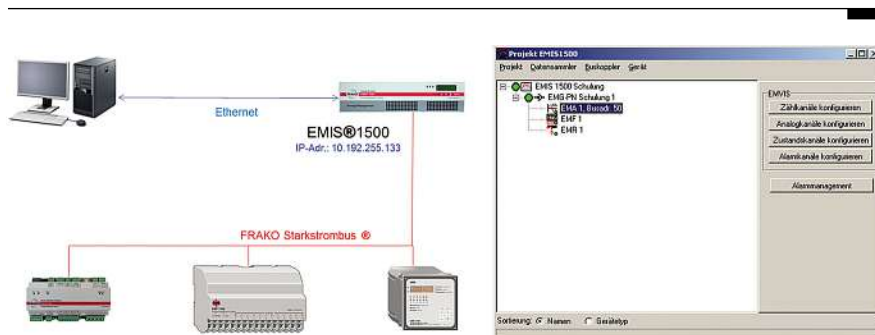 Ethernet
EMIS®1500
IP-Adr.: 10.192.255.133
FRAKO Starkstrombus ®
Projekt EMIS1500
Projekt Datensammler Buskoppler Gerät
EMIS 1500 Schulung
EMG-PN Schulung 1
EMA 1, Busadr. 50
EMF 1
EMR 1
EMVIS
Zählkanäle konfigurieren
Analogkanäle konfigurieren
Zustandskanäle konfigurieren
Alarmkanäle konfigurieren
Alarmmanagement
Sortierung: Namen Gerätetyp